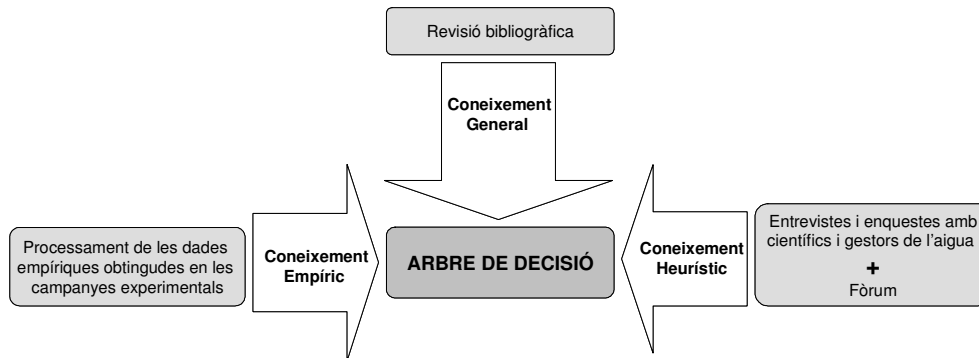 Revisió bibliogràfica
Coneixement
General
Processament de les dades
empíriques obtingudes en les
campanyes experimentals
Coneixement
Empíric
ARBRE DE DECISIÓ
Coneixement
Heurístic
Entrevistes i enquestes amb
científics i gestors de l’aigua
+
Fòrum